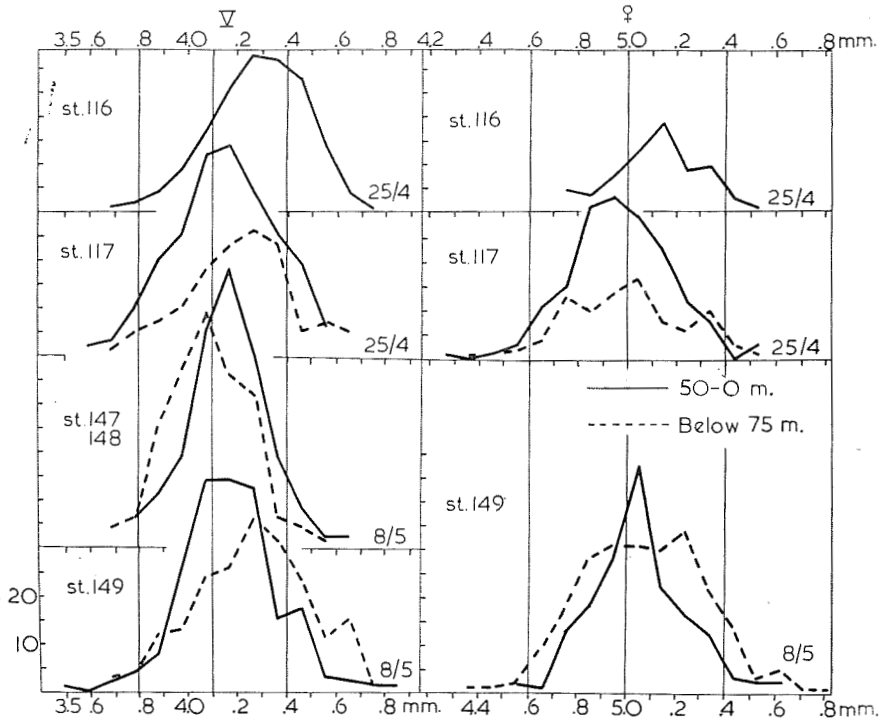 V ♀
3.5 .6 .8 4.0 .2 .4 .6 .8 4.2 .4 .6 .8 5.0 .2 .4 .6 .8 mm.
st.116 25/4
st.116 25/4
st.117 25/4
st.117 25/4
50-0 m.
Below 75 m.
st.147
148 8/5
st.149 8/5
20
10
st.149 8/5
3.5 .6 .8 4.0 .2 .4 .6 .8 mm. 4.4 .6 .8 5.0 .2 .4 .6 .8 mm.